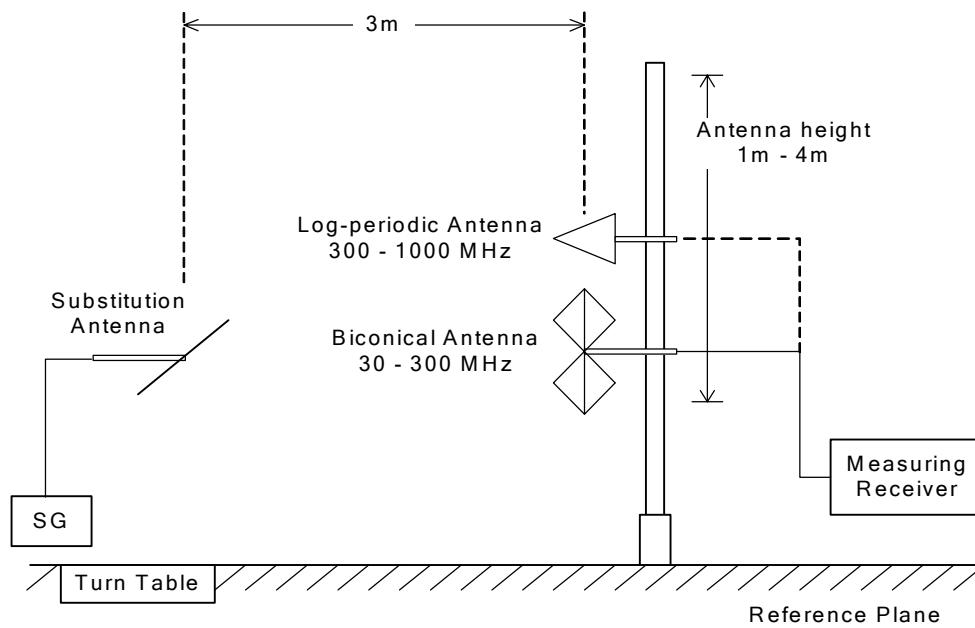 3m
Antenna height
1m - 4m
Log-periodic Antenna
300 - 1000 MHz
Substitution
Antenna
Biconical Antenna
30 - 300 MHz
Measuring
Receiver
SG
Turn Table
Reference Plane